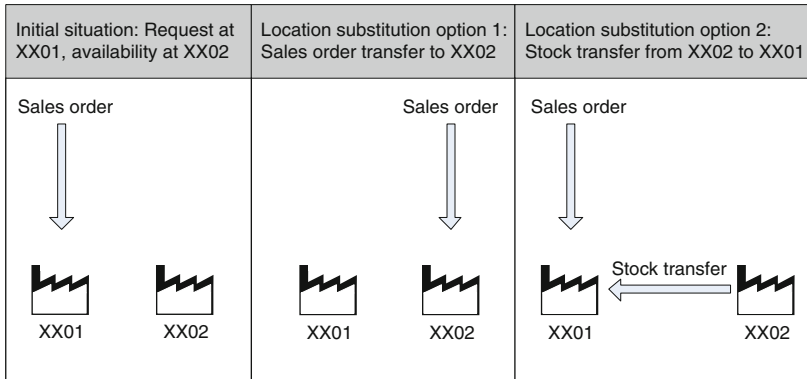 Initial situation: Request at
XX01, availability at XX02
Location substitution option 1:
Sales order transfer to XX02
Location substitution option 2:
Stock transfer from XX02 to XX01
Sales order
XX01
XX02
Sales order
XX01
XX02
Sales order
Stock transfer
XX01
XX02